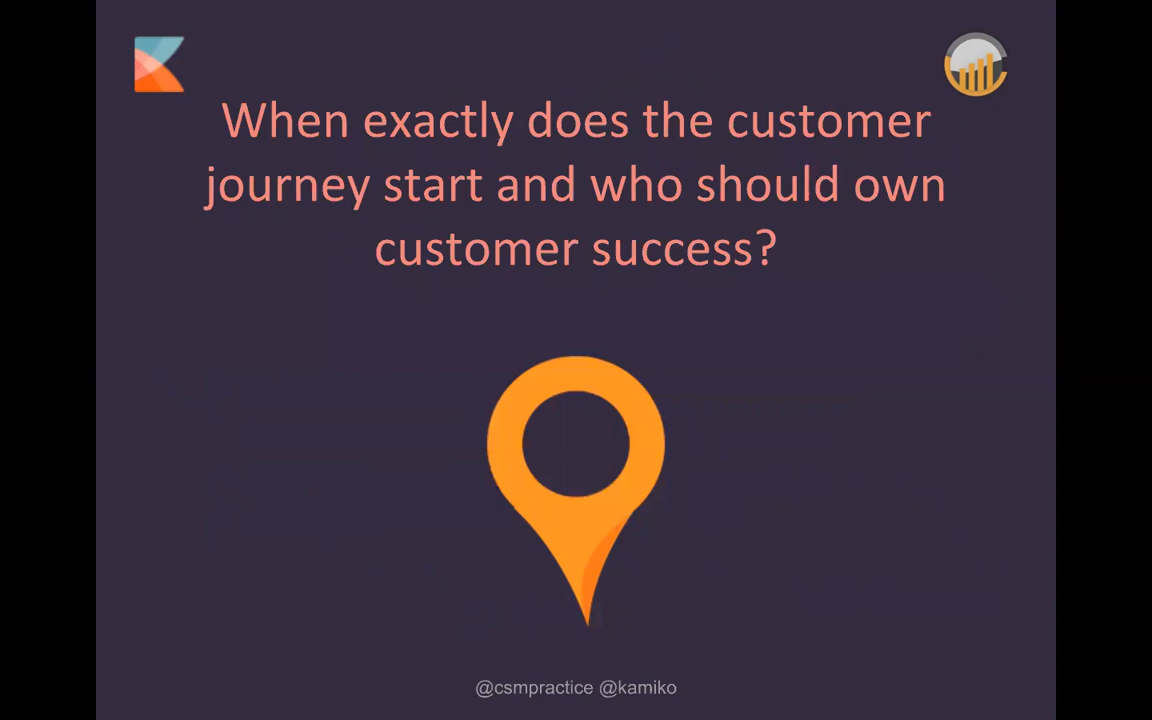 When exactly does the customer
journey start and who should own
customer success?
@csmpractice @kamiko